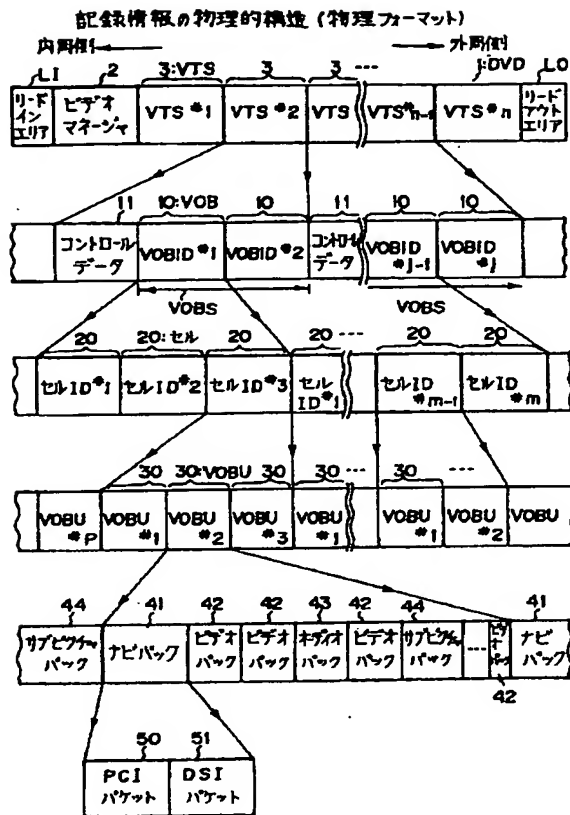 記録情報の物理的構造(物理フォーマット)
内周側 外周側
LI 2 3:VTS 3 3 --- 1:DVD LO
リード
イン
エリア
ビデオ
マネージャ
VTS#1
VTS#2
VTS
VTS#n-1
VTS#n
リード
アウト
エリア
11 10:VOB 10 11 10 10
コントロール
データ
VOBID#1
VOBID#2
コントロール
データ
VOBID
#j-1
VOBID
#j
VOBS VOBS
20 20:セル 20 20 --- 20 20
セルID#1
セルID#2
セルID#3
セル
ID#1
セルID
#m-1
セルID
#m
30 30:VOBU 30 30 --- 30 ---
VOBU
#P
VOBU
#1
VOBU
#2
VOBU
#3
VOBU
#1
VOBU
#1
VOBU
#2
VOBU
44 41 42 42 43 42 44 41
サブピクチャ
パック
ナビパック
ビデオ
パック
ビデオ
パック
オーディオ
パック
ビデオ
パック
サブピクチャ
パック
---
ビデオ
パック
ナビ
パック
42
50 51
PCI
パケット
DSI
パケット